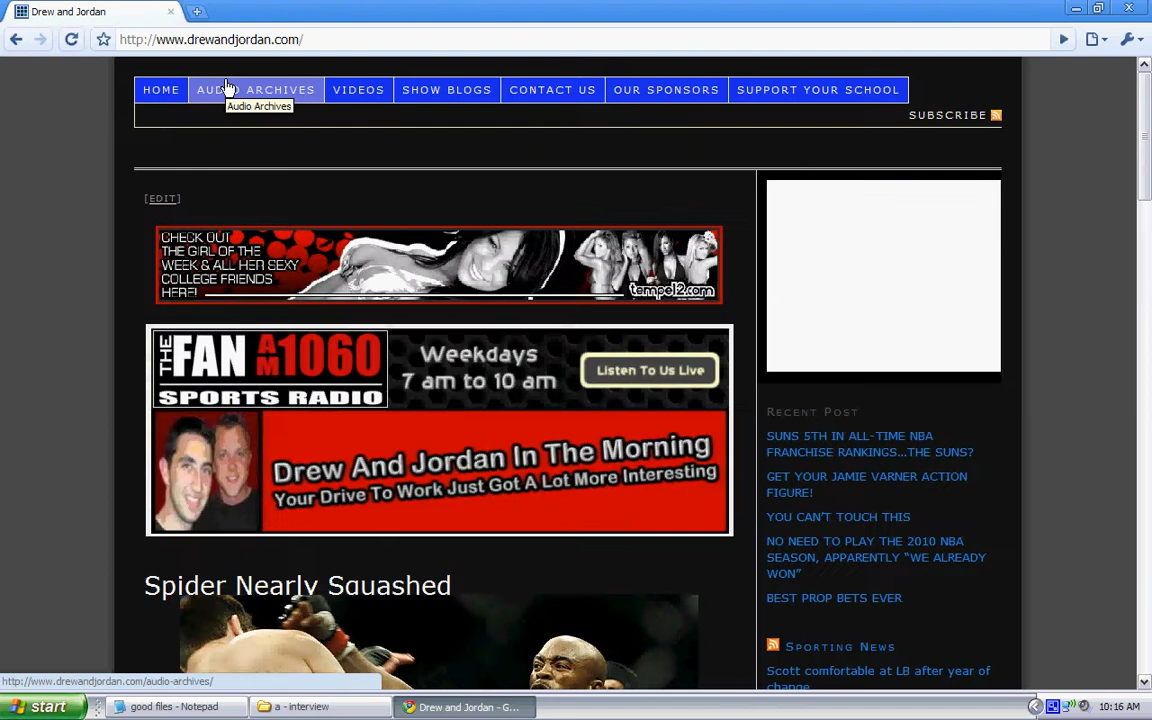 Drew and Jordan
http://www.drewandjordan.com/
HOME
AUDIO ARCHIVES
VIDEOS
SHOW BLOGS
CONTACT US
OUR SPONSORS
SUPPORT YOUR SCHOOL
Audio Archives
SUBSCRIBE
[EDIT]
CHECK OUT
THE GIRL OF THE
WEEK & ALL HER SEXY
COLLEGE FRIENDS
HERE!
tempe12.com
THE FAN AM 1060
SPORTS RADIO
Weekdays
7 am to 10 am
Listen To Us Live
Drew And Jordan In The Morning
Your Drive To Work Just Got A Lot More Interesting
Spider Nearly Squashed
RECENT POST
SUNS 5TH IN ALL-TIME NBA
FRANCHISE RANKINGS...THE SUNS?
GET YOUR JAMIE VARNER ACTION
FIGURE!
YOU CAN'T TOUCH THIS
NO NEED TO PLAY THE 2010 NBA
SEASON, APPARENTLY “WE ALREADY
WON”
BEST PROP BETS EVER
SPORTING NEWS
Scott comfortable at LB after year of
change
http://www.drewandjordan.com/audio-archives/
start
good files - Notepad
a - interview
Drew and Jordan - G...
10:16 AM